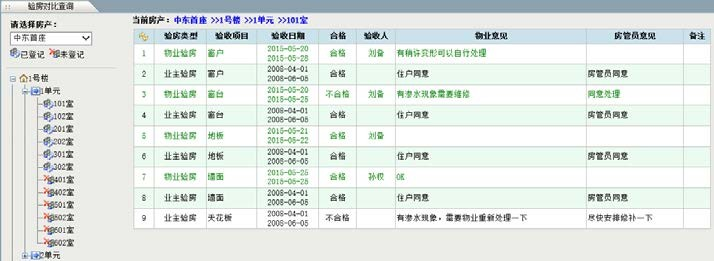 验房对比查询
请选择房产：
中东首座
已登记 未登记
1号楼
1单元
101室
102室
201室
202室
301室
302室
401室
402室
501室
502室
601室
602室
2单元
当前房产：中东首座 >>1号楼 >>1单元 >>101室
验房类型 验收项目 验收日期 合格 验收人 物业意见 房管员意见 备注
1 物业验房 窗户 2015-05-20 2015-05-28 合格 刘备 有稍许变形可以自行处理
2 业主验房 窗户 2008-04-01 2008-06-05 合格 住户同意 房管员同意
3 物业验房 窗台 2015-05-20 2015-05-25 不合格 刘备 有渗水现象需要维修 同意处理
4 业主验房 窗台 2008-04-01 2008-06-05 合格 住户同意 房管员同意
5 物业验房 地板 2015-05-21 2015-05-22 合格 刘备
6 业主验房 地板 2008-04-01 2008-06-05 合格 住户同意 房管员同意
7 物业验房 墙面 2015-05-25 2015-05-28 合格 孙权 OK
8 业主验房 墙面 2008-04-01 2008-06-05 合格 住户同意 房管员同意
9 业主验房 天花板 2008-04-01 2008-06-05 不合格 有渗水现象，需要物业重新处理一下 尽快安排修补一下